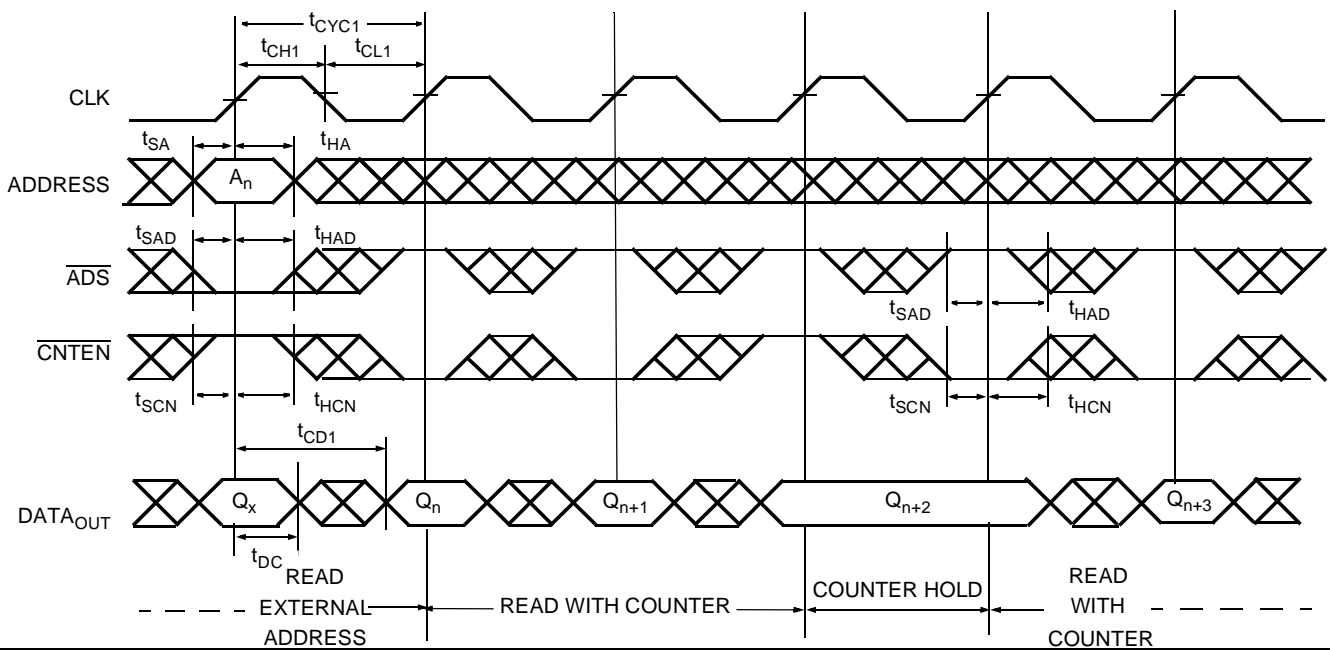 tCYC1
tCH1 tCL1
CLK
tSA tHA
ADDRESS An
tSAD tHAD
ADS
tSAD tHAD
CNTEN
tSCN tHCN tSCN tHCN
tCD1
DATAOUT Qx Qn Qn+1 Qn+2 Qn+3
tDC
READ
EXTERNAL
ADDRESS
READ WITH COUNTER
COUNTER HOLD
READ
WITH
COUNTER